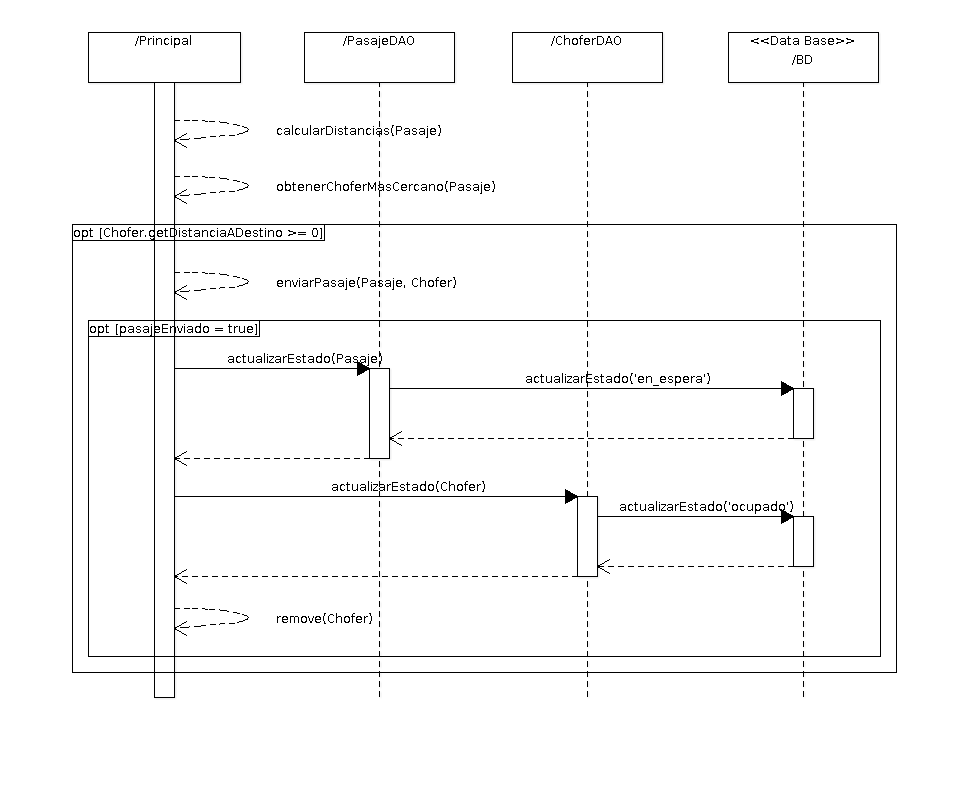 /Principal
/PasajeDAO
/ChoferDAO
<<Data Base>>
/BD
calcularDistancias(Pasaje)
obtenerChoferMasCercano(Pasaje)
opt [Chofer.getDistanciaADestino >= 0]
enviarPasaje(Pasaje, Chofer)
opt [pasajeEnviado = true]
actualizarEstado(Pasaje)
actualizarEstado('en_espera')
actualizarEstado(Chofer)
actualizarEstado('ocupado')
remove(Chofer)